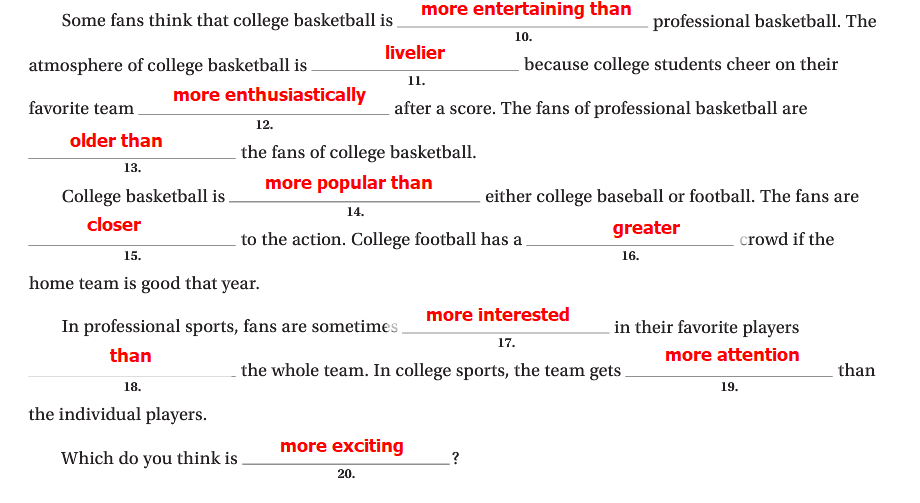 Some fans think that college basketball is more entertaining than professional basketball. The
10.
atmosphere of college basketball is livelier because college students cheer on their
11.
favorite team more enthusiastically after a score. The fans of professional basketball are
12.
older than the fans of college basketball.
13.
College basketball is more popular than either college baseball or football. The fans are
14.
closer to the action. College football has a greater crowd if the
15. 16.
home team is good that year.
In professional sports, fans are sometimes more interested in their favorite players
17.
than the whole team. In college sports, the team gets more attention than
18. 19.
the individual players.
Which do you think is more exciting ?
20.